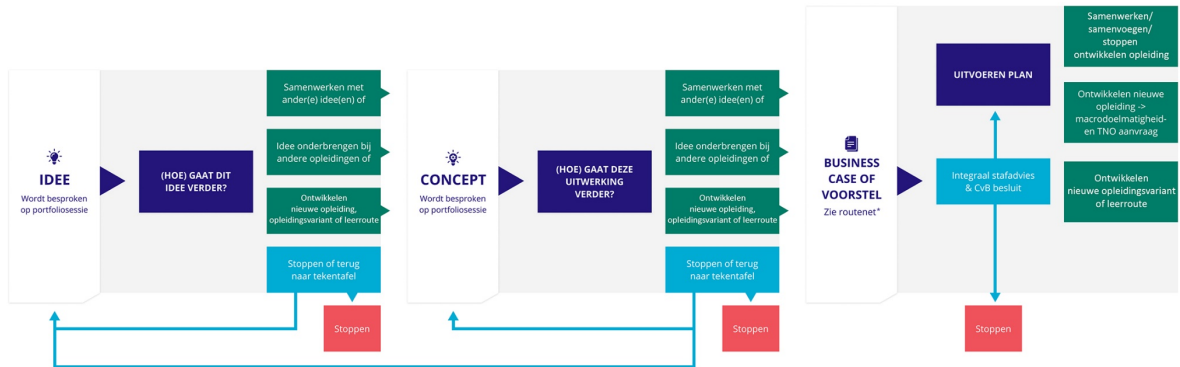 IDEE
Wordt besproken
op portfoliosessie
(HOE) GAAT DIT
IDEE VERDER?
Samenwerken met
ander(e) idee(en) of
Idee onderbrengen bij
andere opleidingen of
Ontwikkelen
nieuwe opleiding,
opleidingsvariant of leerroute
Stoppen of terug
naar tekentafel
Stoppen
CONCEPT
Wordt besproken
op portfoliosessie
(HOE) GAAT DEZE
UITWERKING
VERDER?
Samenwerken met
ander(e) idee(en) of
Idee onderbrengen bij
andere opleidingen of
Ontwikkelen
nieuwe opleiding,
opleidingsvariant of leerroute
Stoppen of terug
naar tekentafel
Stoppen
BUSINESS
CASE OF
VOORSTEL
Zie routenet*
UITVOEREN PLAN
Integraal stafadvies
& CvB besluit
Stoppen
Samenwerken/
samenvoegen/
stoppen
ontwikkelen opleiding
Ontwikkelen nieuwe
opleiding ->
macrodoelmatigheid-
en TNO aanvraag
Ontwikkelen
nieuwe opleidingsvariant
of leerroute